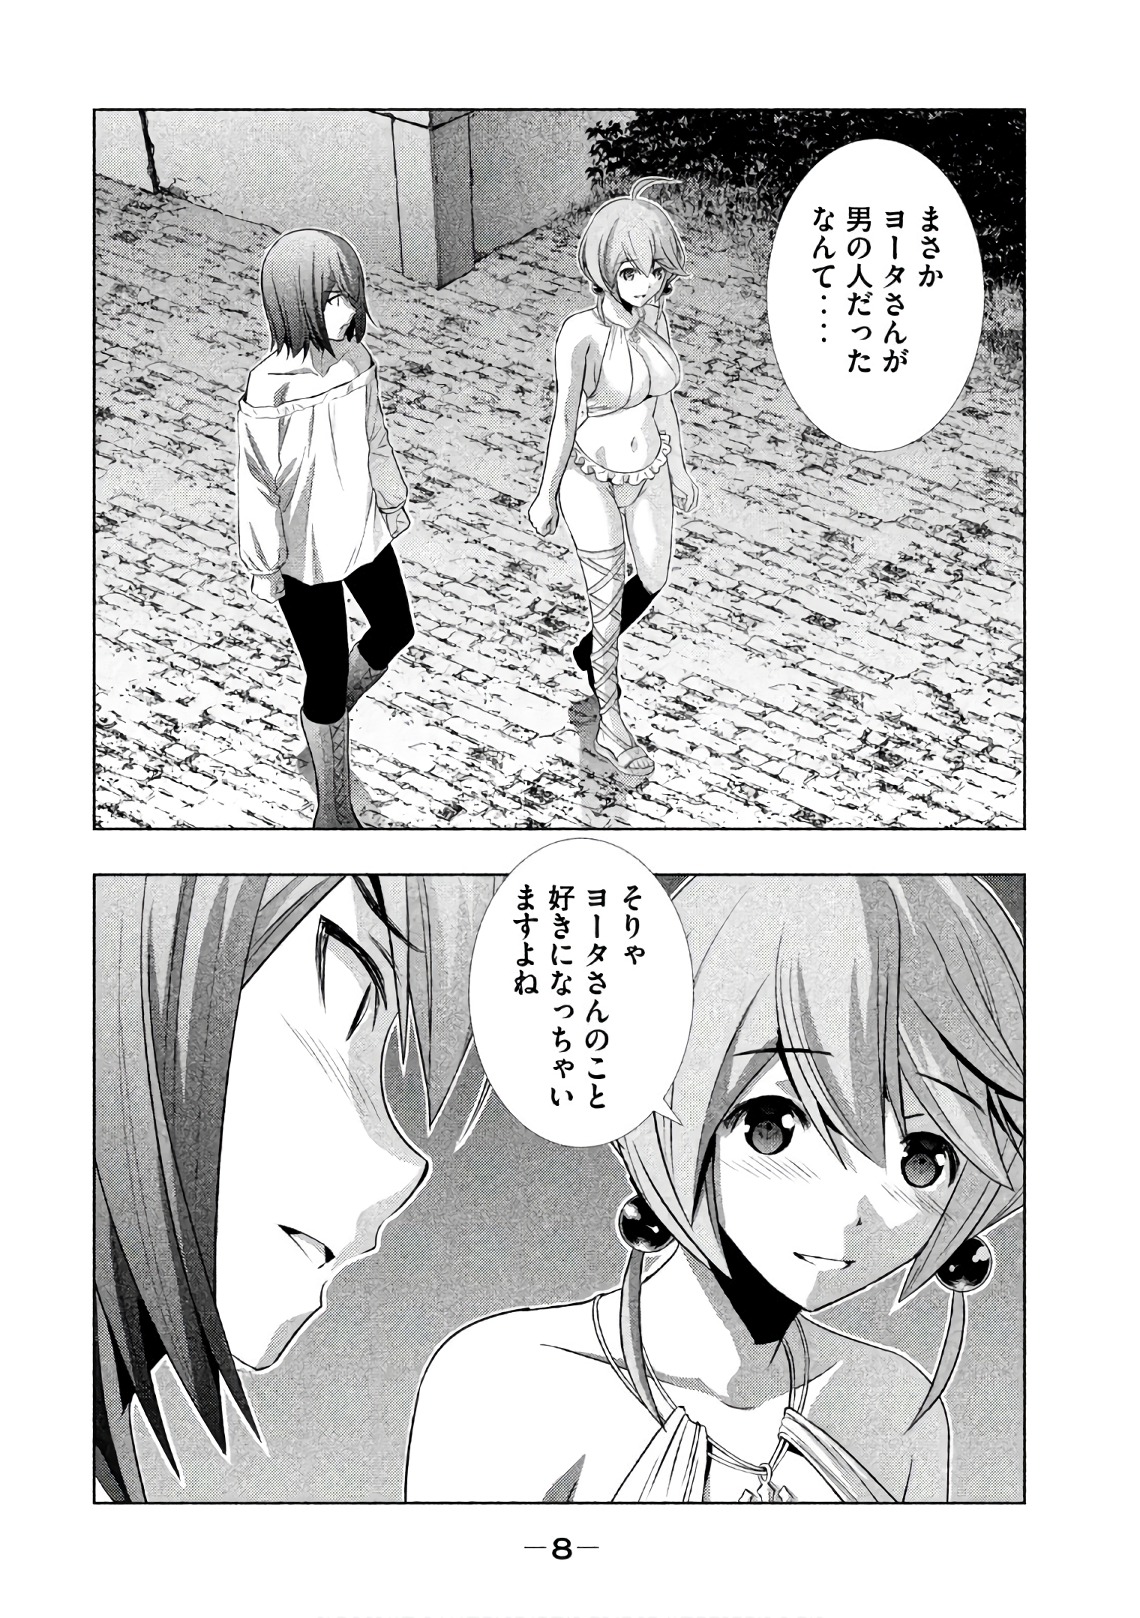 まさか
ヨータさんが
男の人だった
なんて‥‥
そりゃ
ヨータさんのこと
好きになっちゃい
ますよね
—8—